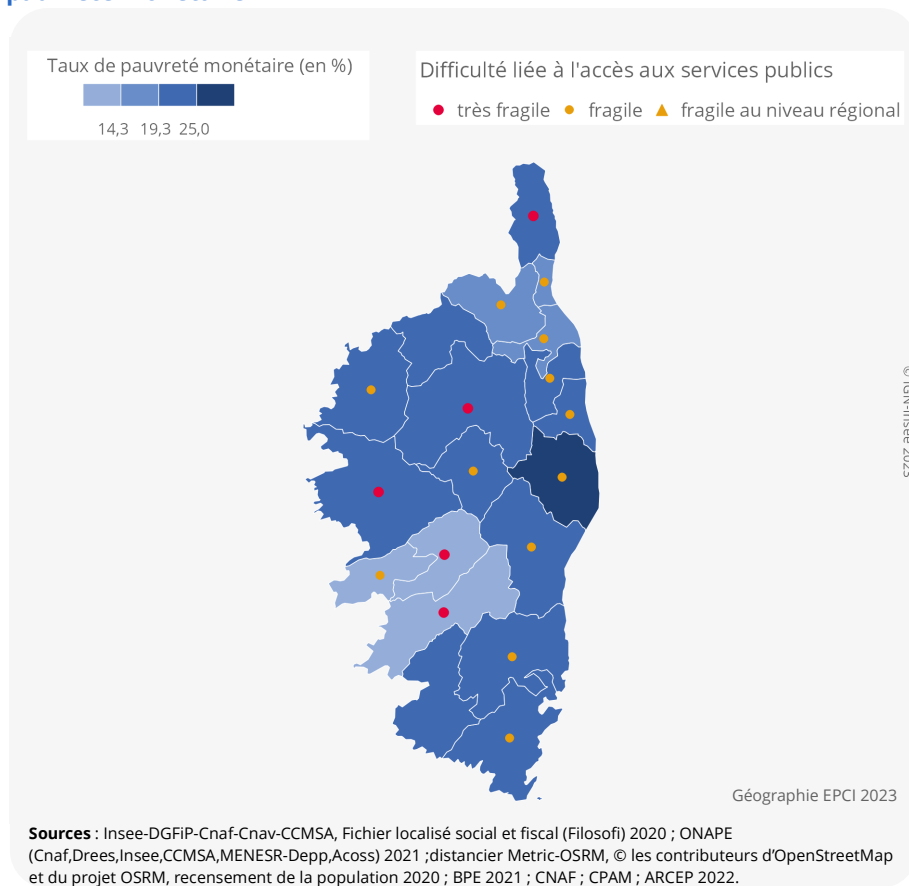 Taux de pauvreté monétaire (en %)
14,3 19,3 25,0
Difficulté liée à l'accès aux services publics
très fragile fragile fragile au niveau régional
© IGN-Insee 2023
Géographie EPCI 2023
Sources : Insee-DGFiP-Cnaf-Cnav-CCMSA, Fichier localisé social et fiscal (Filosofi) 2020 ; ONAPE
(Cnaf,Drees,Insee,CCMSA,MENESR-Depp,Acoss) 2021 ;distancier Metric-OSRM, © les contributeurs d'OpenStreetMap
et du projet OSRM, recensement de la population 2020 ; BPE 2021 ; CNAF ; CPAM ; ARCEP 2022.